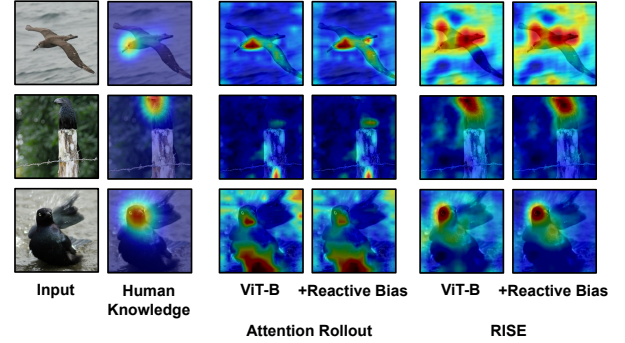 Input
Human
Knowledge
ViT-B
+Reactive Bias
ViT-B
+Reactive Bias
Attention Rollout
RISE